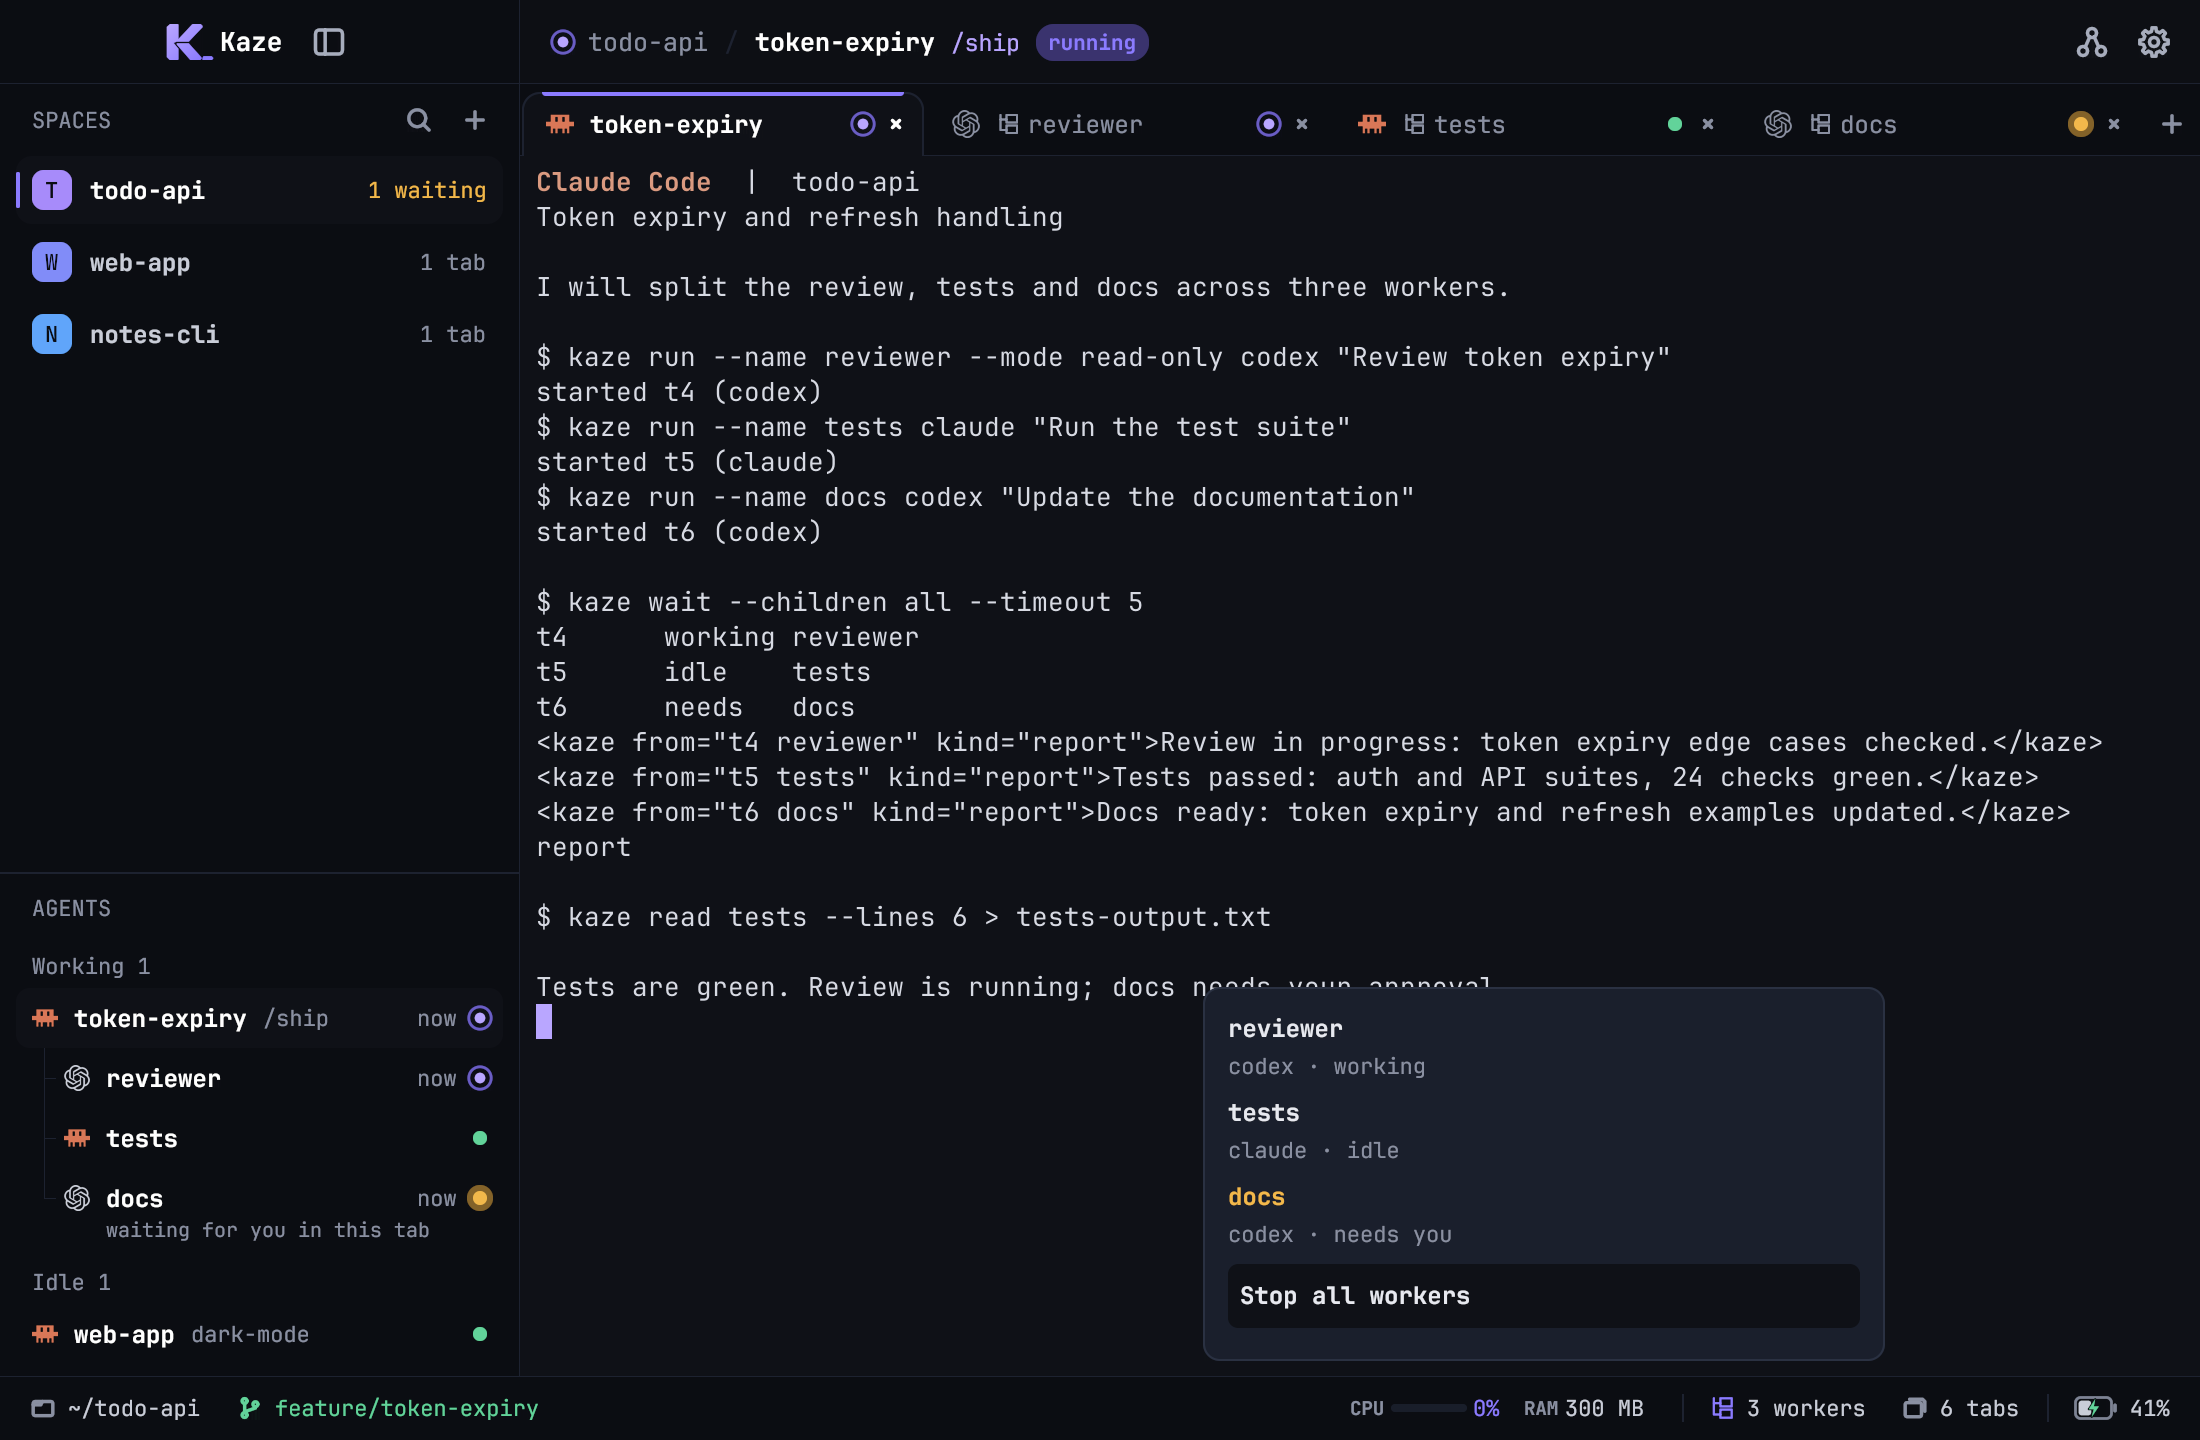 Kaze
todo-api / token-expiry /ship running
SPACES
T todo-api 1 waiting
W web-app 1 tab
N notes-cli 1 tab
token-expiry × reviewer × tests × docs × +
Claude Code | todo-api
Token expiry and refresh handling
I will split the review, tests and docs across three workers.
$ kaze run --name reviewer --mode read-only codex "Review token expiry"
started t4 (codex)
$ kaze run --name tests claude "Run the test suite"
started t5 (claude)
$ kaze run --name docs codex "Update the documentation"
started t6 (codex)
$ kaze wait --children all --timeout 5
t4 working reviewer
t5 idle tests
t6 needs docs
<kaze from="t4 reviewer" kind="report">Review in progress: token expiry edge cases checked.</kaze>
<kaze from="t5 tests" kind="report">Tests passed: auth and API suites, 24 checks green.</kaze>
<kaze from="t6 docs" kind="report">Docs ready: token expiry and refresh examples updated.</kaze>
report
$ kaze read tests --lines 6 > tests-output.txt
Tests are green. Review is running; docs needs your approval
reviewer
codex · working
tests
claude · idle
docs
codex · needs you
Stop all workers
AGENTS
Working 1
token-expiry /ship now
reviewer now
tests
docs now
waiting for you in this tab
Idle 1
web-app dark-mode
~/todo-api feature/token-expiry CPU 0% RAM 300 MB 3 workers 6 tabs 41%